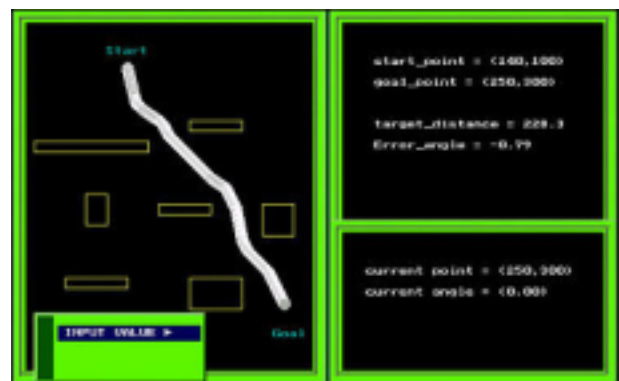 Start
Goal
INPUT VALUE ►
start_point = (140,100)
goal_point = (250,300)
target_distance = 228.3
Error_angle = -0.79
current point = (250,300)
current angle = (0.00)